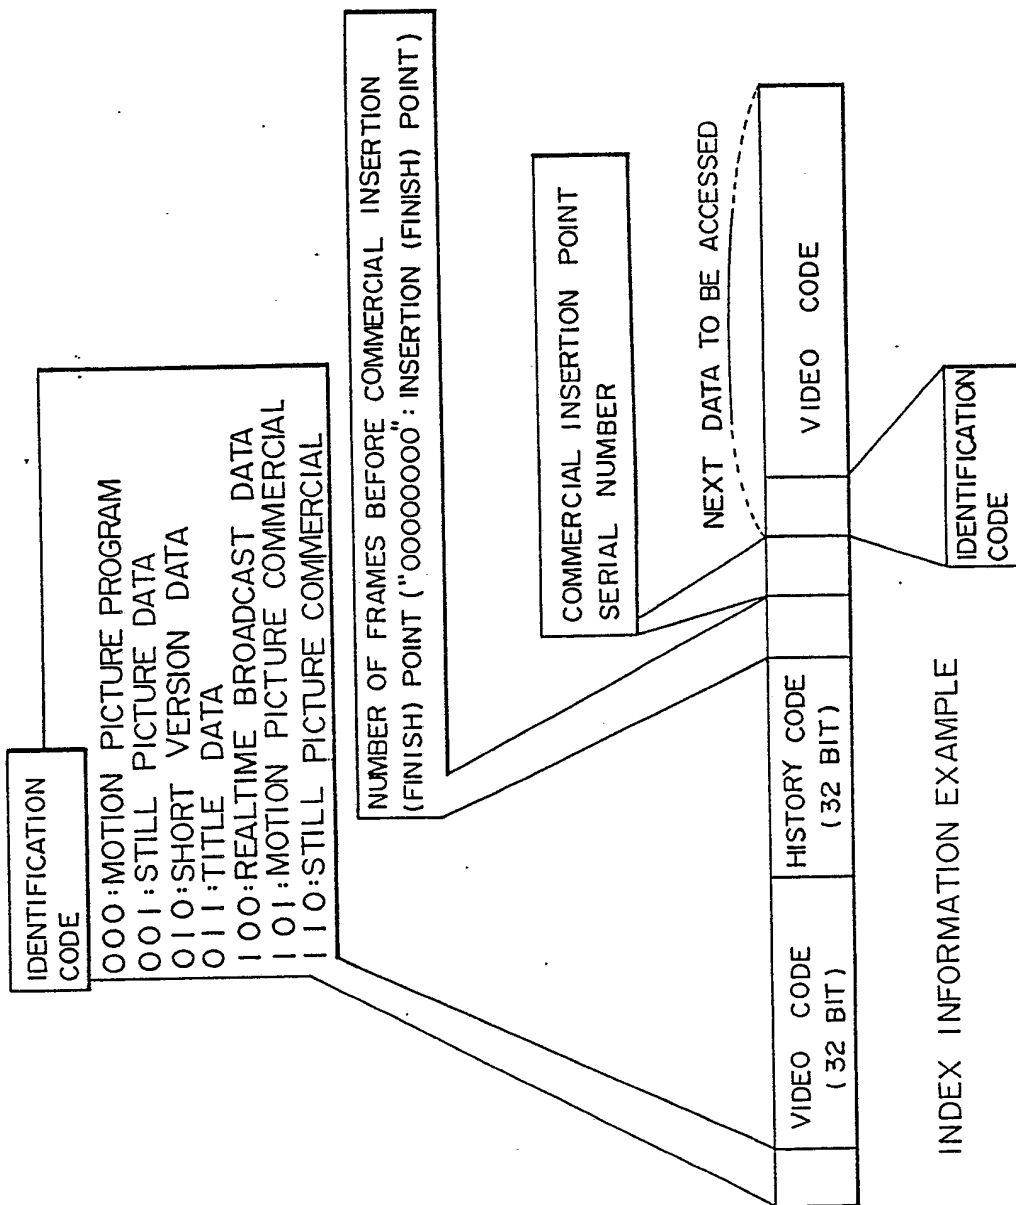 IDENTIFICATION
CODE
000:MOTION PICTURE PROGRAM
001:STILL PICTURE DATA
010:SHORT VERSION DATA
011:TITLE DATA
100:REALTIME BROADCAST DATA
101:MOTION PICTURE COMMERCIAL
110:STILL PICTURE COMMERCIAL
NUMBER OF FRAMES BEFORE COMMERCIAL INSERTION
(FINISH) POINT ("0000000": INSERTION (FINISH) POINT)
COMMERCIAL INSERTION POINT
SERIAL NUMBER
NEXT DATA TO BE ACCESSED
VIDEO CODE
(32 BIT)
HISTORY CODE
(32 BIT)
VIDEO CODE
IDENTIFICATION
CODE
INDEX INFORMATION EXAMPLE